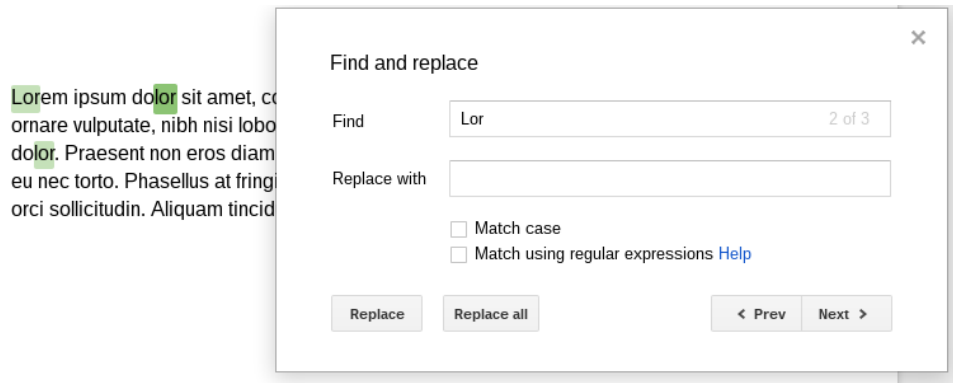 Find and replace
Lorem ipsum dolor sit amet, co
ornare vulputate, nibh nisi lobo
dolor. Praesent non eros diam
eu nec torto. Phasellus at fringi
orci sollicitudin. Aliquam tincid
Find Lor 2 of 3
Replace with
Match case
Match using regular expressions Help
Replace Replace all Prev Next